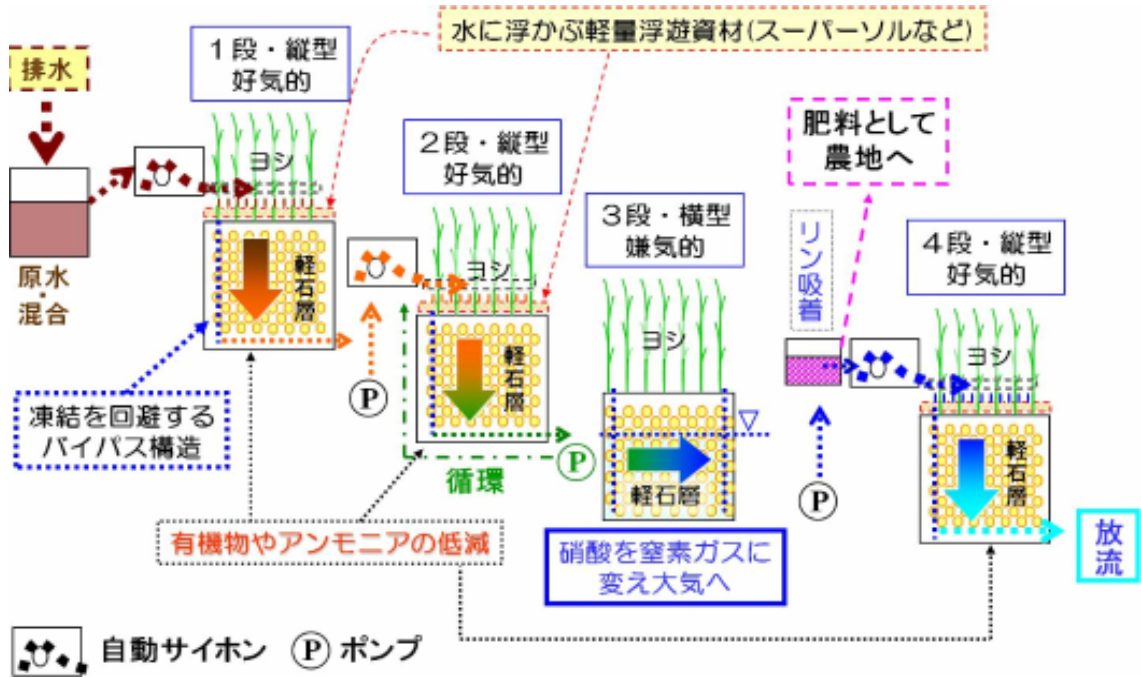 水に浮かぶ軽量浮遊資材(スーパーソルなど)
排水
1段・縦型
好気的
ヨシ
軽石層
原水
・
混合
2段・縦型
好気的
ヨシ
軽石層
P
凍結を回避する
バイパス構造
循環
P
3段・横型
嫌気的
ヨシ
軽石層
肥料として
農地へ
リン吸着
P
4段・縦型
好気的
ヨシ
軽石層
放流
有機物やアンモニアの低減
硝酸を窒素ガスに
変え大気へ
自動サイホン P ポンプ